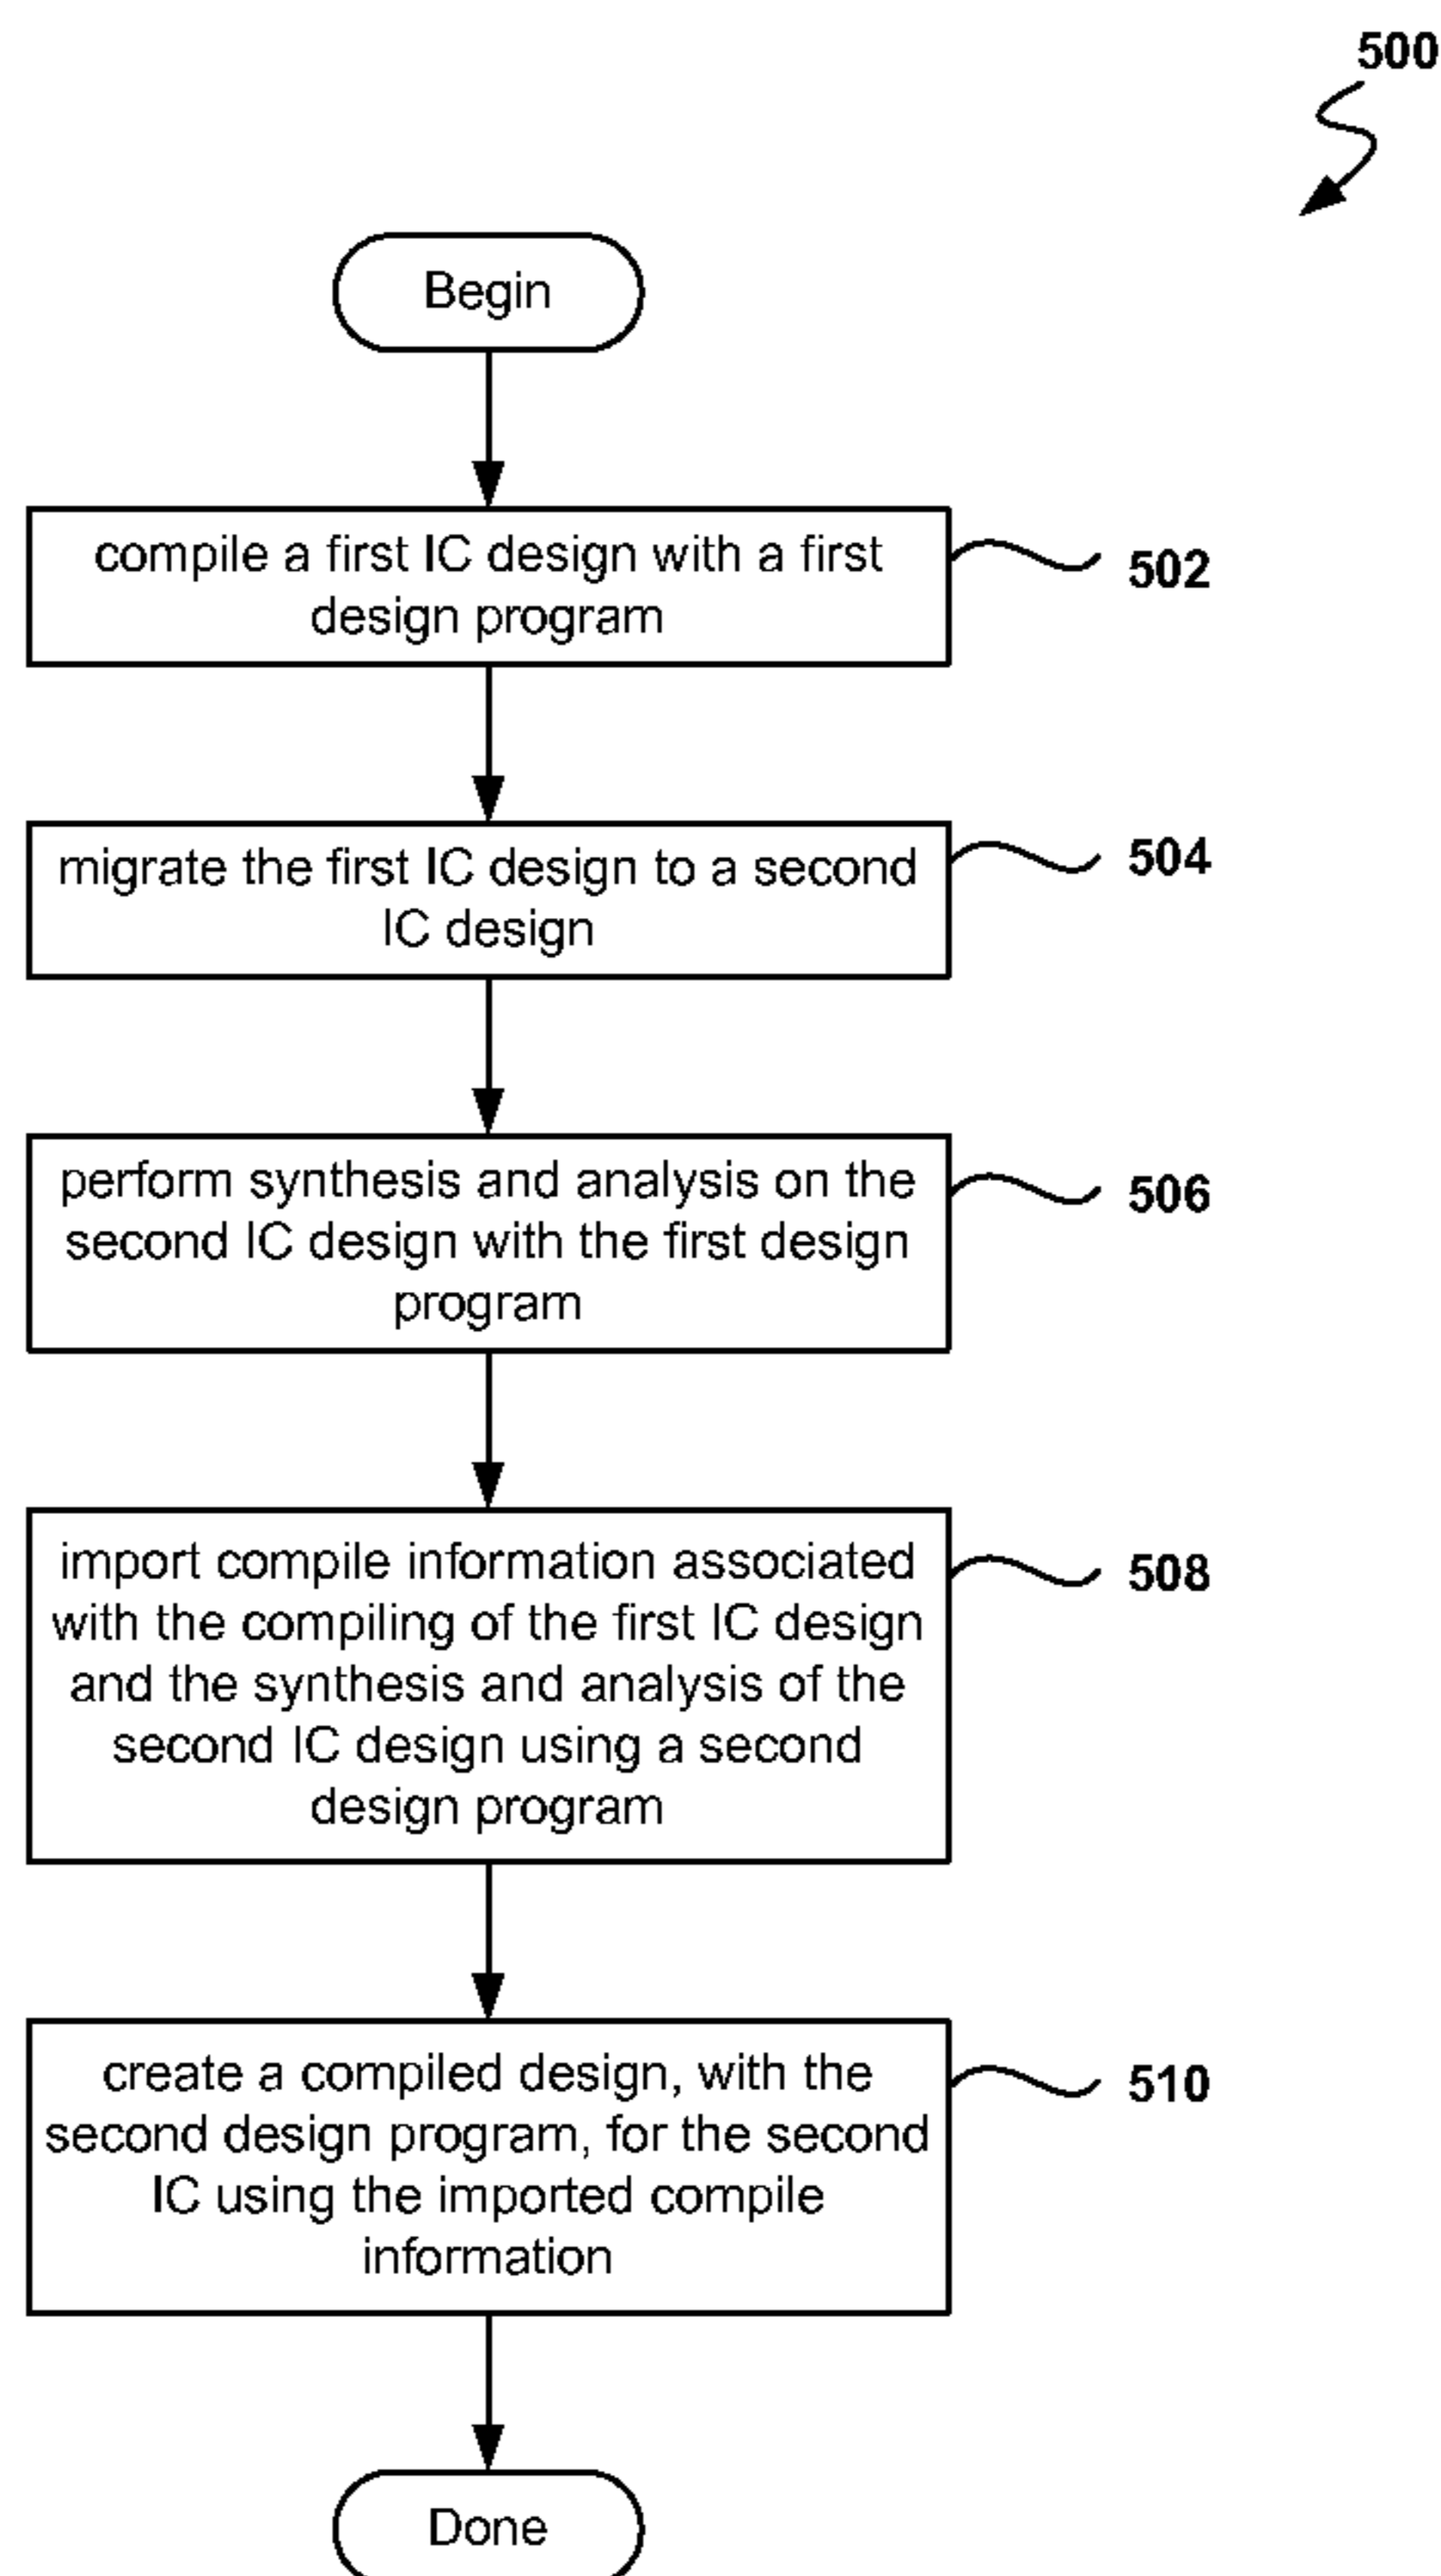 500
Begin
compile a first IC design with a first
design program
502
migrate the first IC design to a second
IC design
504
perform synthesis and analysis on the
second IC design with the first design
program
506
import compile information associated
with the compiling of the first IC design
and the synthesis and analysis of the
second IC design using a second
design program
508
create a compiled design, with the
second design program, for the second
IC using the imported compile
information
510
Done